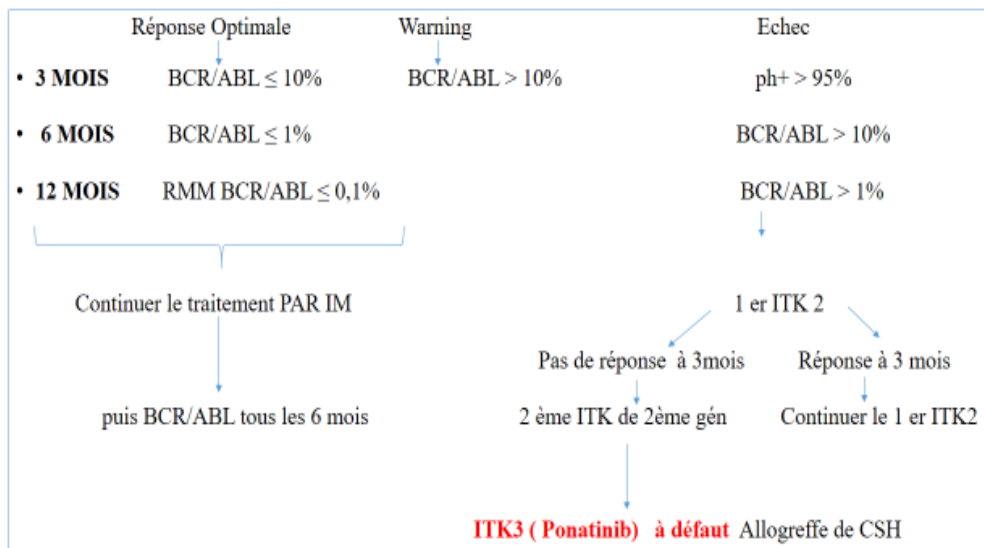 Réponse Optimale Warning Echec
• 3 MOIS BCR/ABL ≤ 10% BCR/ABL > 10% ph+ > 95%
• 6 MOIS BCR/ABL ≤ 1% BCR/ABL > 10%
• 12 MOIS RMM BCR/ABL ≤ 0,1% BCR/ABL > 1%
Continuer le traitement PAR IM 1 er ITK 2
Pas de réponse à 3mois Réponse à 3 mois
puis BCR/ABL tous les 6 mois 2 ème ITK de 2ème gén Continuer le 1 er ITK2
ITK3 ( Ponatinib) à défaut Allogreffe de CSH